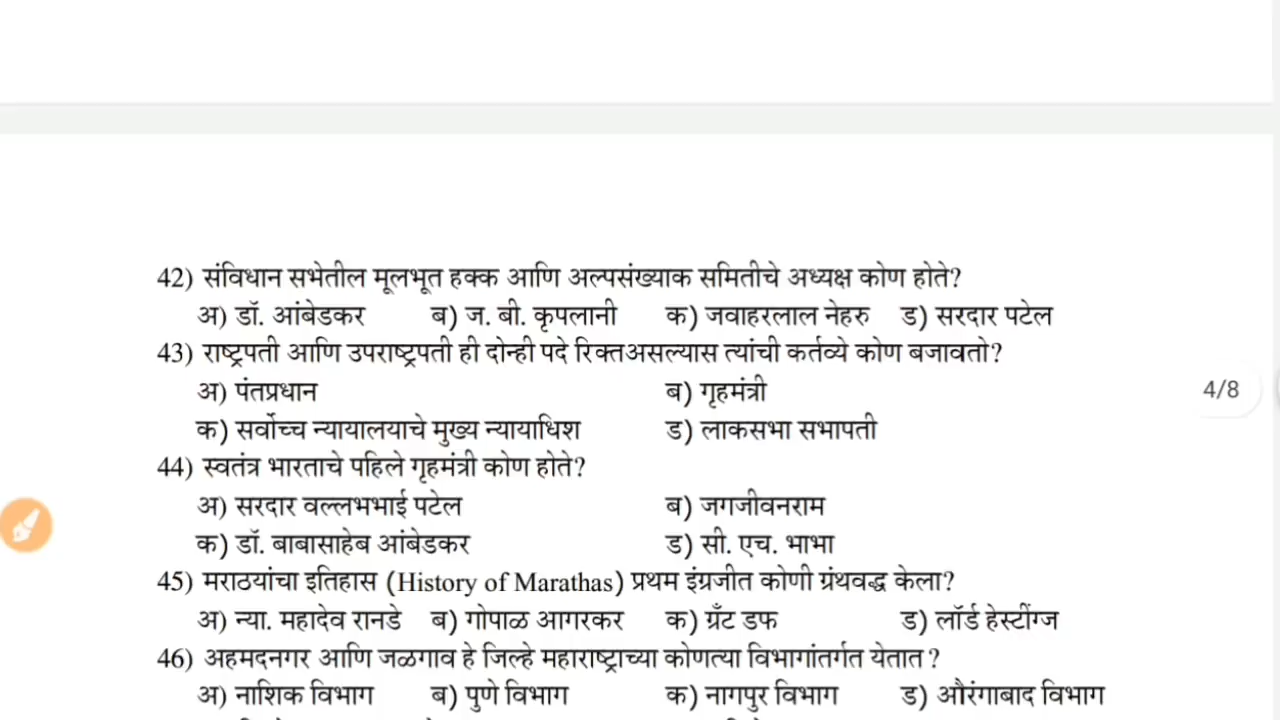 42) संविधान सभेतील मूलभूत हक्क आणि अल्पसंख्याक समितीचे अध्यक्ष कोण होते?
अ) डॉ. आंबेडकर ब) ज. बी. कृपलानी क) जवाहरलाल नेहरु ड) सरदार पटेल
43) राष्ट्रपती आणि उपराष्ट्रपती ही दोन्ही पदे रिक्तअसल्यास त्यांची कर्तव्ये कोण बजावतो?
अ) पंतप्रधान ब) गृहमंत्री
4/8
क) सर्वोच्च न्यायालयाचे मुख्य न्यायाधिश ड) लाकसभा सभापती
44) स्वतंत्र भारताचे पहिले गृहमंत्री कोण होते?
अ) सरदार वल्लभभाई पटेल ब) जगजीवनराम
क) डॉ. बाबासाहेब आंबेडकर ड) सी. एच. भाभा
45) मराठयांचा इतिहास (History of Marathas) प्रथम इंग्रजीत कोणी ग्रंथवद्ध केला?
अ) न्या. महादेव रानडे ब) गोपाळ आगरकर क) ग्रँट डफ ड) लॉर्ड हेस्टींग्ज
46) अहमदनगर आणि जळगाव हे जिल्हे महाराष्ट्राच्या कोणत्या विभागांतर्गत येतात?
अ) नाशिक विभाग ब) पुणे विभाग क) नागपुर विभाग ड) औरंगाबाद विभाग